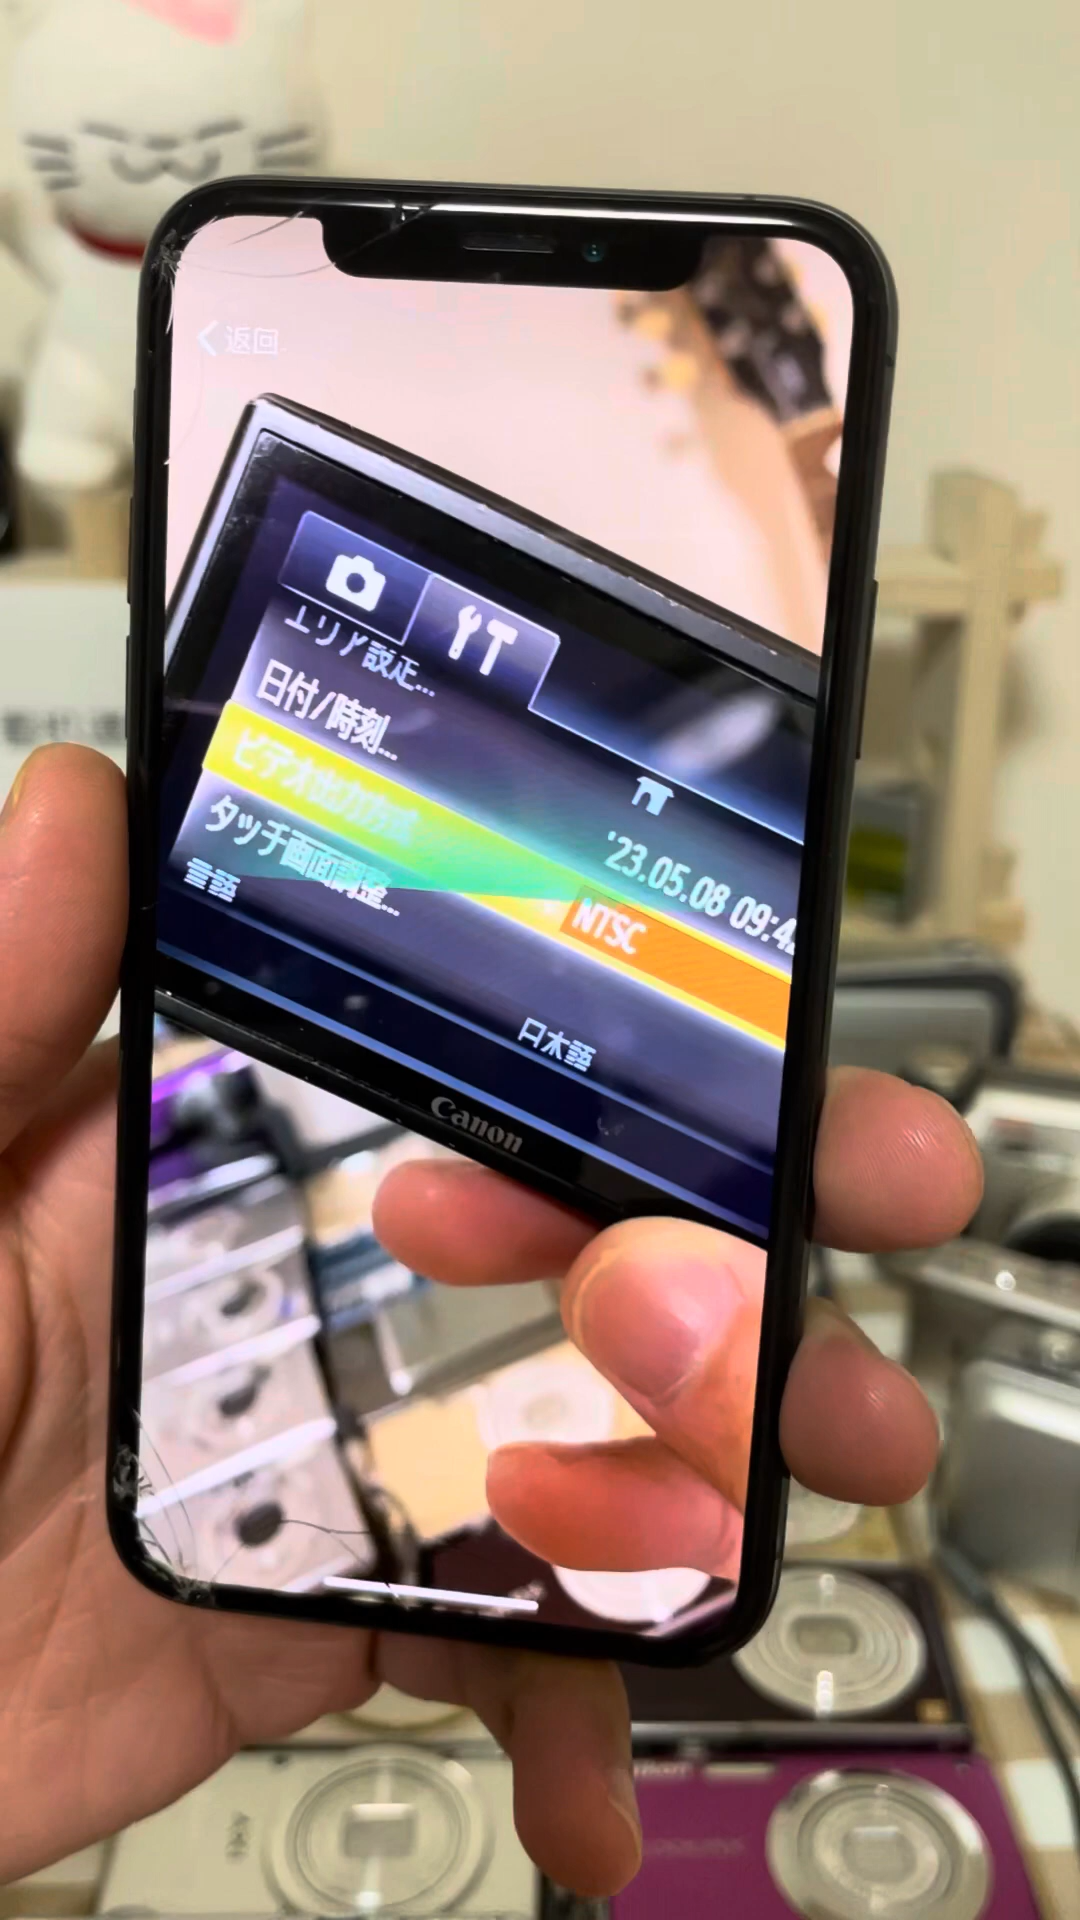 返回
エリア設定...
日付/時刻...
'23.05.08 09:42
ビデオ出力方式
NTSC
タッチ画面調整...
言語
日本語
Canon